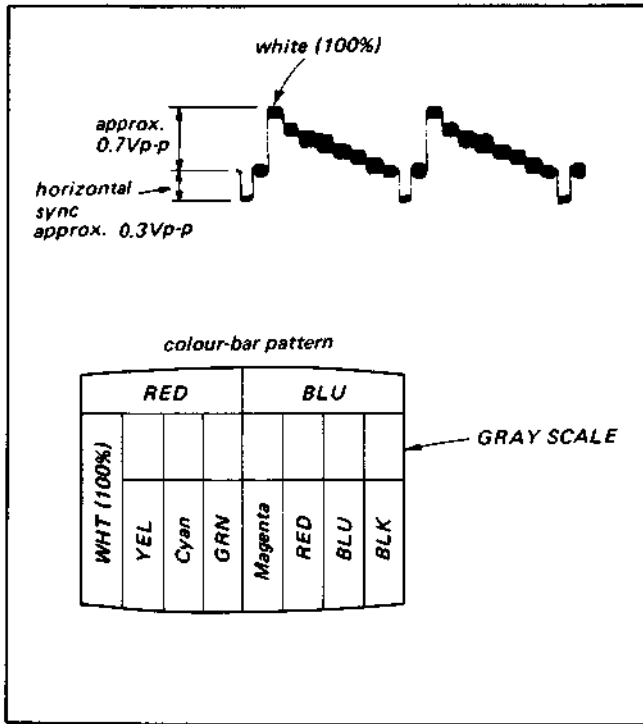 white (100%)
approx.
0.7Vp-p
horizontal
sync
approx. 0.3Vp-p
colour-bar pattern
RED BLU
GRAY SCALE
WHT (100%)
YEL
Cyan
GRN
Magenta
RED
BLU
BLK